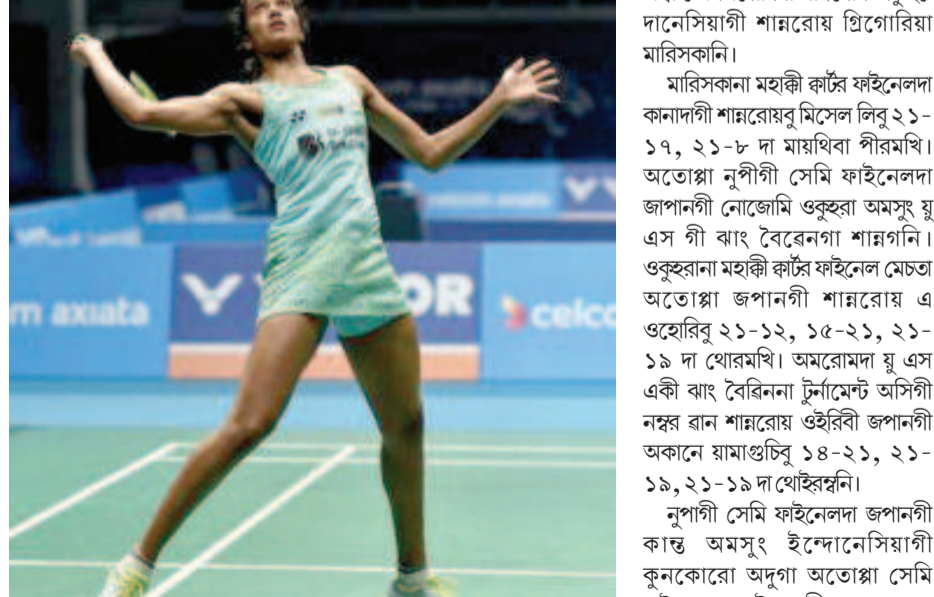 m axiata
V
OR
celco
দানেসিয়াগী শান্নরোয় গ্রিগোরিয়া
মারিসকানি।
মারিসকানা মহাক্কী ক্বার্টর ফাইনেলদা
কানাদাগী শান্নরোয়বু মিসেল লিবু ২১-
১৭, ২১-৮ দা মায়থিবা পীরমখি।
অতোপ্পা নুপীগী সেমি ফাইনেলদা
জাপানগী নোজোমি ওকুহরা অমসুং য়ু
এস গী ঝাং বৈৱেনগা শান্নগনি।
ওকুহরানা মহাক্কী ক্বার্টর ফাইনেল মেচতা
অতোপ্পা জপানগী শান্নরোয় এ
ওহোরিবু ২১-১২, ১৫-২১, ২১-
১৯ দা থোরমখি। অমরোমদা য়ু এস
একী ঝাং বৈৱিননা টুর্নামেন্ট অসিগী
নম্বর ৱান শান্নরোয় ওইরিবী জপানগী
অকানে য়ামাগুচিবু ১৪-২১, ২১-
১৯, ২১-১৯ দা থোইরম্বনি।
নুপাগী সেমি ফাইনেলদা জপানগী
কান্ত অমসুং ইন্দোনেসিয়াগী
কুনকোরো অদুগা অতোপ্পা সেমি